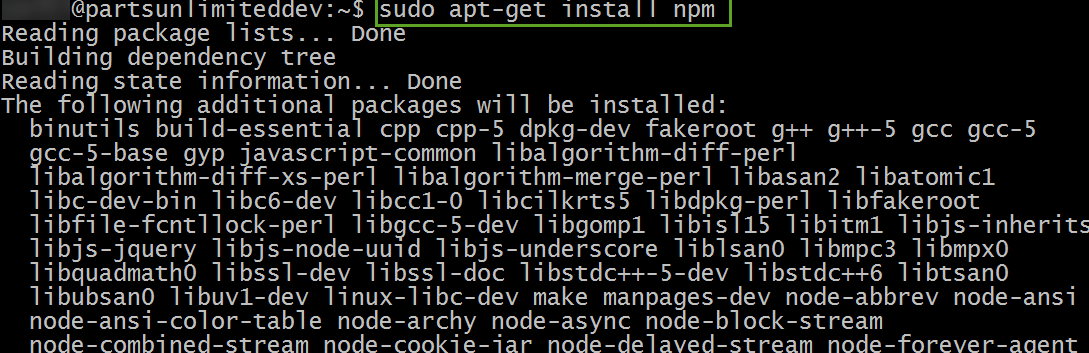 @partsunlimiteddev:~$ sudo apt-get install npm
Reading package lists... Done
Building dependency tree
Reading state information... Done
The following additional packages will be installed:
binutils build-essential cpp cpp-5 dpkg-dev fakeroot g++ g++-5 gcc gcc-5
gcc-5-base gyp javascript-common libalgorithm-diff-perl
libalgorithm-diff-xs-perl libalgorithm-merge-perl libasan2 libatomic1
libc-dev-bin libc6-dev libcc1-0 libcilkrts5 libdpkg-perl libfakeroot
libfile-fcntllock-perl libgcc-5-dev libgomp1 libisl15 libitm1 libjs-inherits
libjs-jquery libjs-node-uuid libjs-underscore liblsan0 libmpc3 libmpx0
libquadmath0 libssl-dev libssl-doc libstdc++-5-dev libstdc++6 libtsan0
libubsan0 libuv1-dev linux-libc-dev make manpages-dev node-abbrev node-ansi
node-ansi-color-table node-archy node-async node-block-stream
node-combined-stream node-cookie-jar node-delayed-stream node-forever-agent